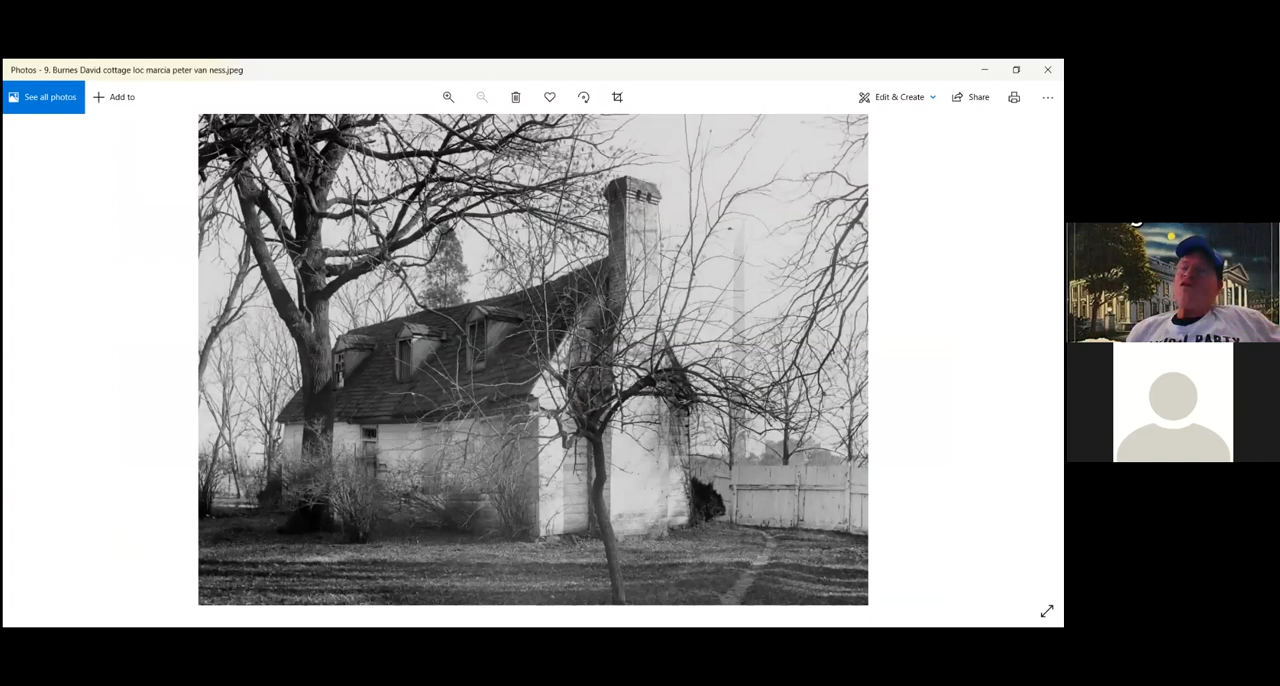 Photos - 9. Burnes David cottage loc marcia peter van ness.jpeg
See all photos
Add to
Edit & Create
Share
PARTY